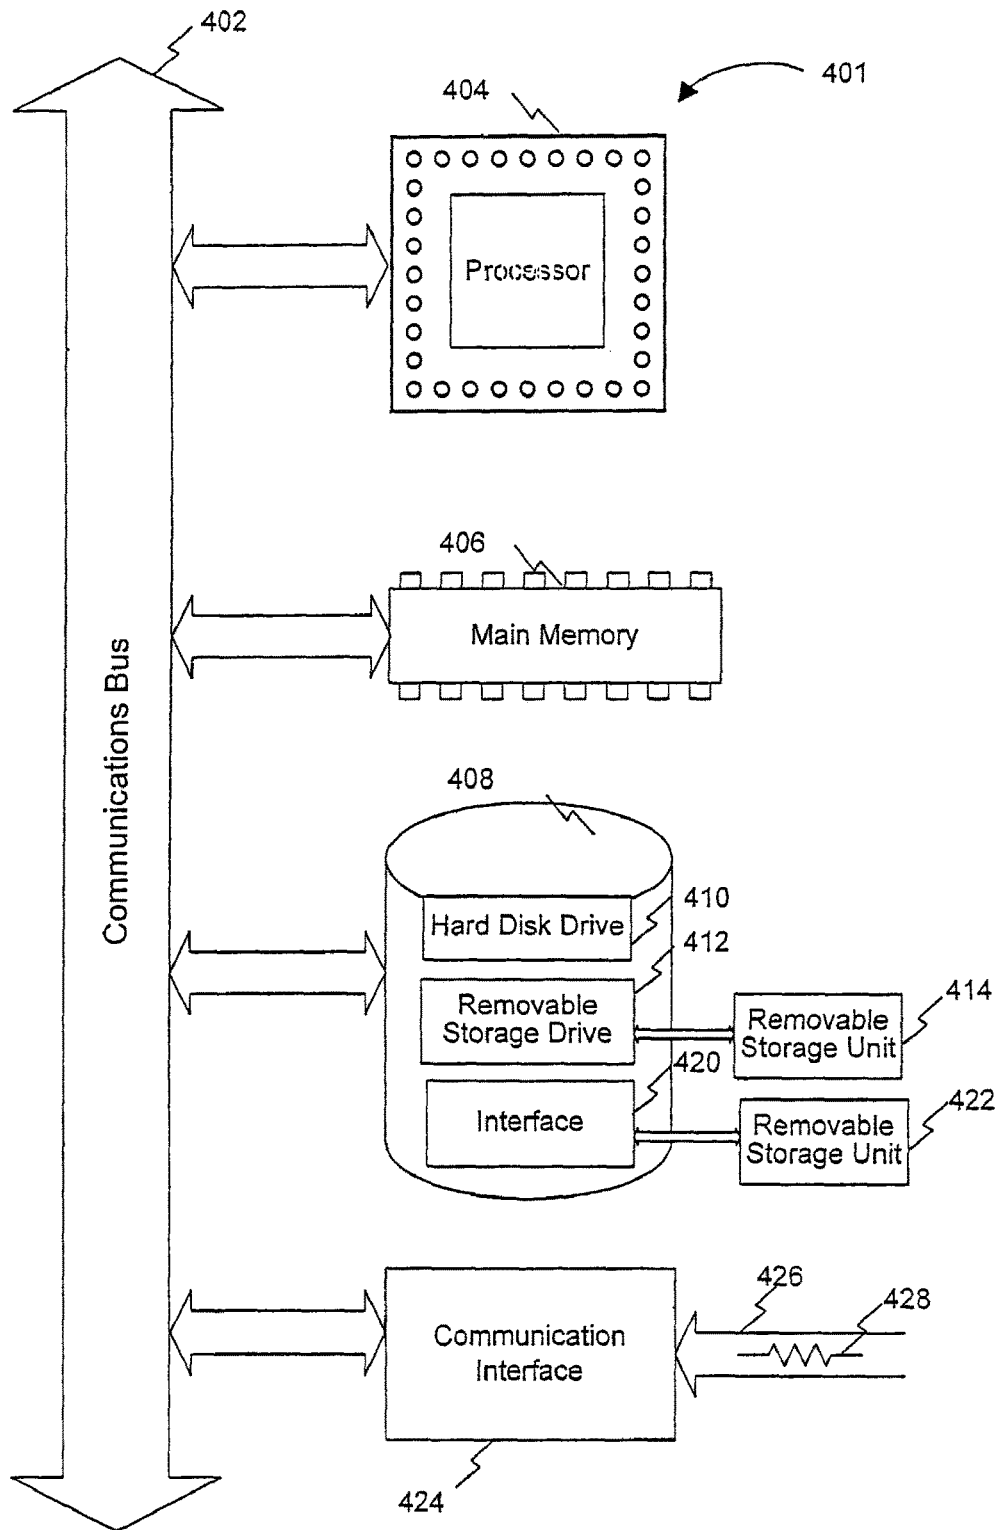 402
401
404
Processor
406
Main Memory
Communications Bus
408
Hard Disk Drive
410
412
Removable
Storage Drive
Removable
Storage Unit
414
420
Interface
Removable
Storage Unit
422
Communication
Interface
426
428
424